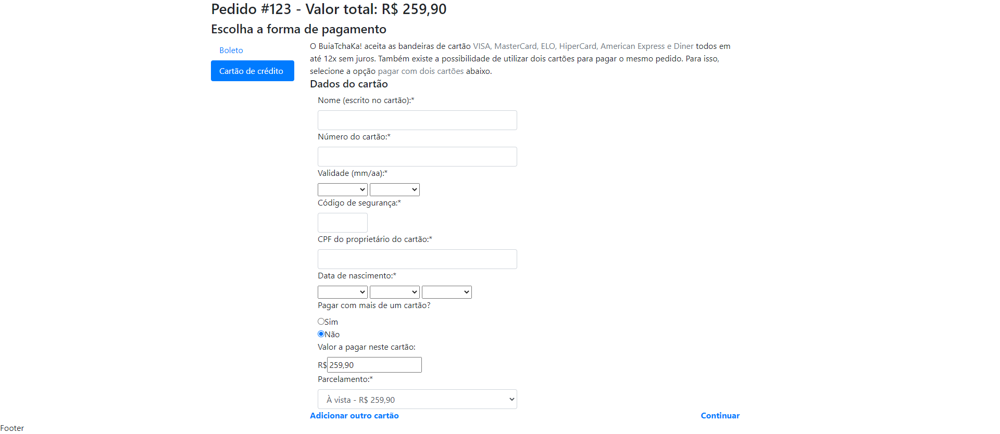 Pedido #123 - Valor total: R$ 259,90
Escolha a forma de pagamento
Boleto
Cartão de crédito
O BuiaTchaKa! aceita as bandeiras de cartão VISA, MasterCard, ELO, HiperCard, American Express e Diner todos em
até 12x sem juros. Também existe a possibilidade de utilizar dois cartões para pagar o mesmo pedido. Para isso,
selecione a opção pagar com dois cartões abaixo.
Dados do cartão
Nome (escrito no cartão):*
Número do cartão:*
Validade (mm/aa):*
Código de segurança:*
CPF do proprietário do cartão:*
Data de nascimento:*
Pagar com mais de um cartão?
Sim
Não
Valor a pagar neste cartão:
R$ 259,90
Parcelamento:*
À vista - R$ 259,90
Adicionar outro cartão
Continuar
Footer